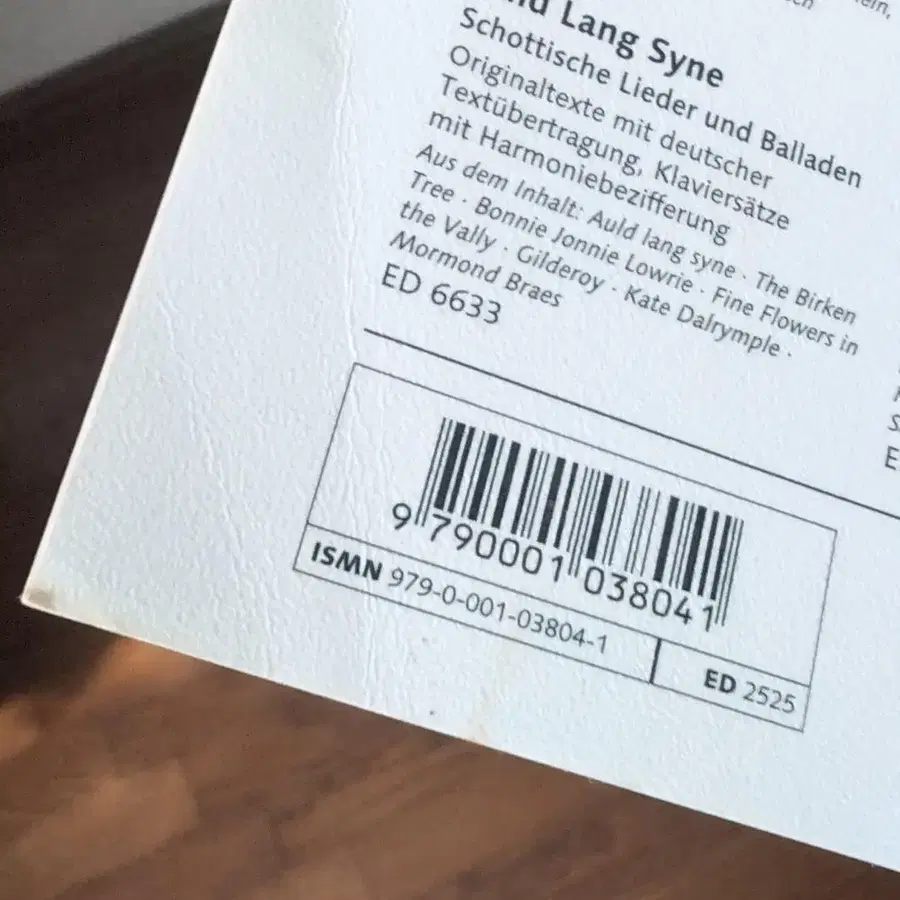 Lang Syne
Schottische Lieder und Balladen
Originaltexte mit deutscher
Textübertragung, Klaviersätze
mit Harmoniebezifferung
Aus dem Inhalt: Auld lang syne · The Birken
Tree · Bonnie Jonnie Lowrie · Fine Flowers in
the Vally · Gilderoy · Kate Dalrymple ·
Mormond Braes
ED 6633
9 790001 038041
ISMN 979-0-001-03804-1
ED 2525